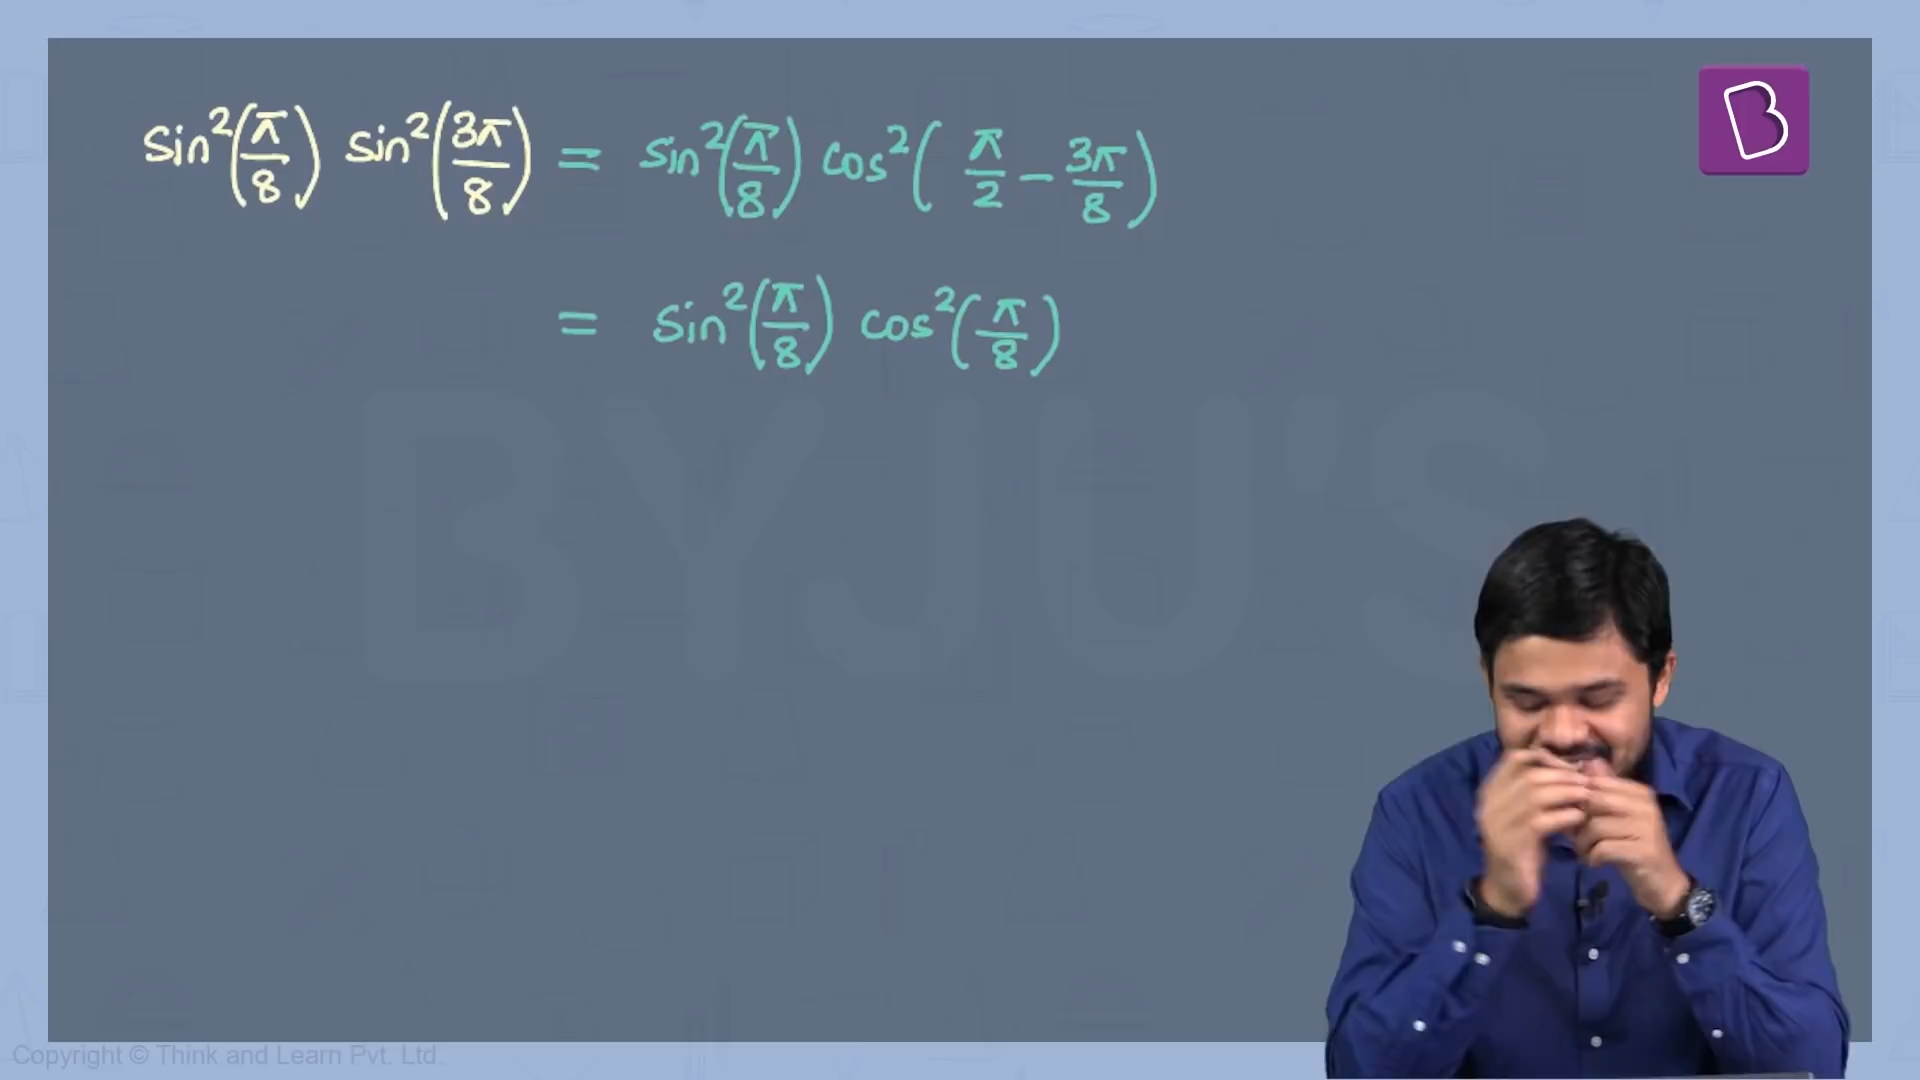 sin²(π/8) sin²(3π/8) = sin²(π/8) cos²(π/2 − 3π/8)
= sin²(π/8) cos²(π/8)
BYJU'S
B
Copyright © Think and Learn Pvt. Ltd.